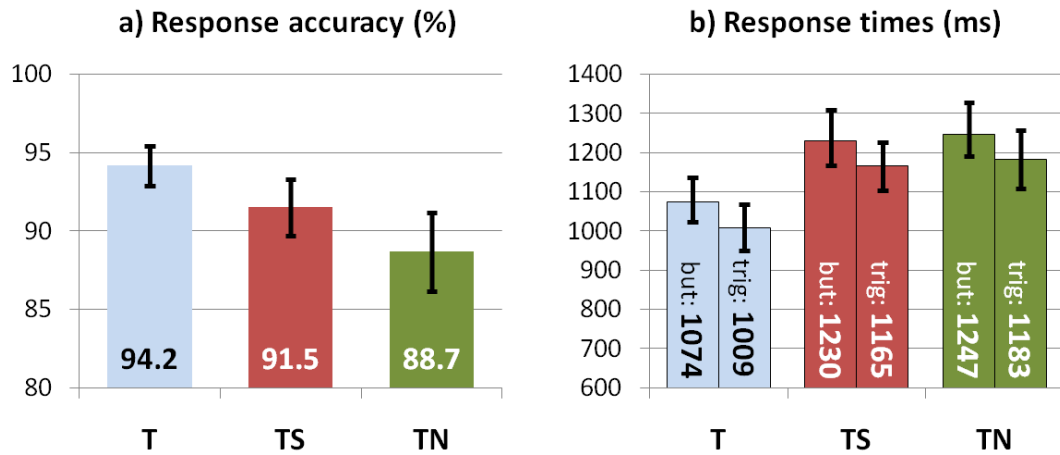 a) Response accuracy (%)
100
95
90
85
80
94.2
91.5
88.7
T
TS
TN
b) Response times (ms)
1400
1300
1200
1100
1000
900
800
700
600
but: 1074
trig: 1009
but: 1230
trig: 1165
but: 1247
trig: 1183
T
TS
TN